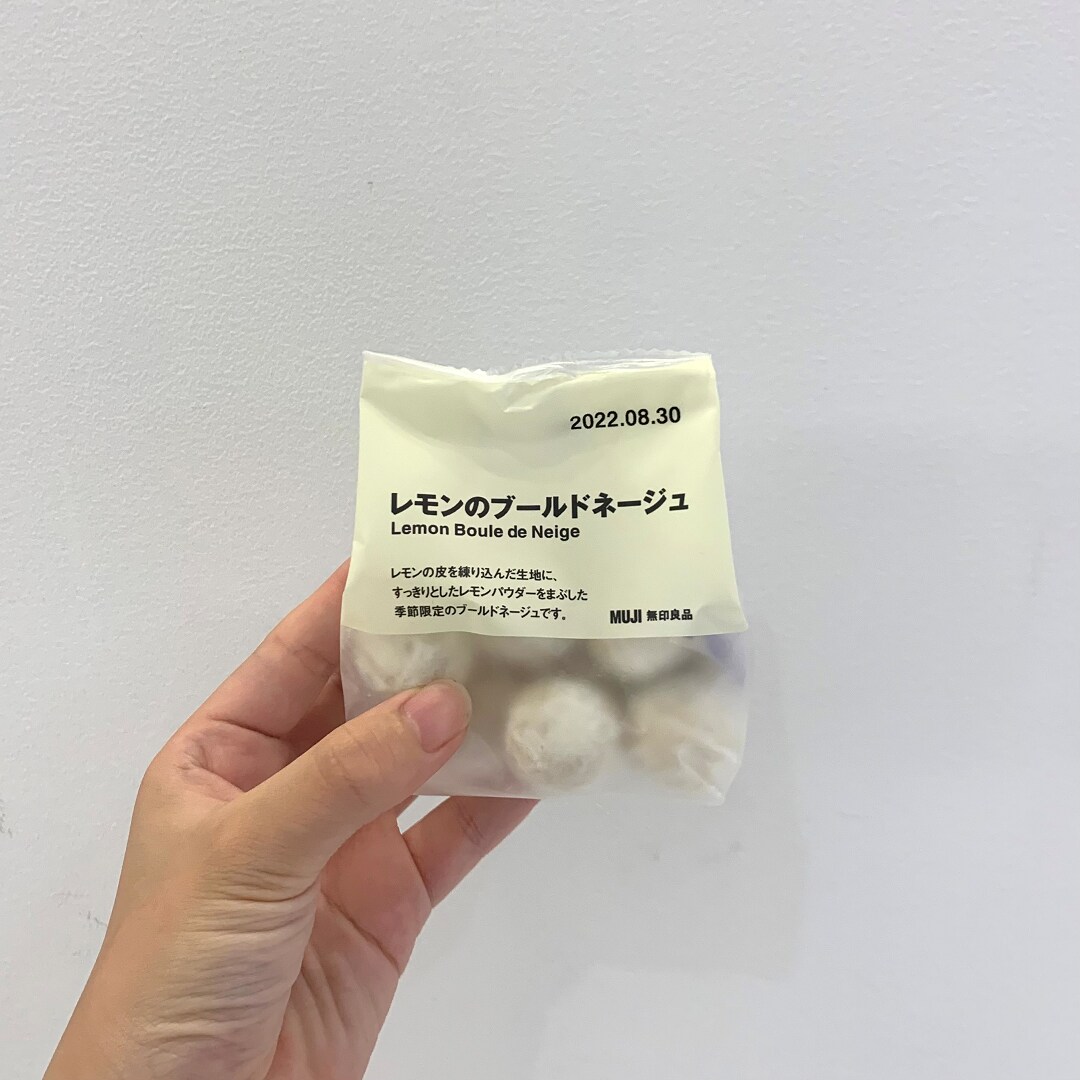 2022.08.30
レモンのブールドネージュ
Lemon Boule de Neige
レモンの皮を練り込んだ生地に、
すっきりとしたレモンパウダーをまぶした
季節限定のブールドネージュです。
MUJI 無印良品